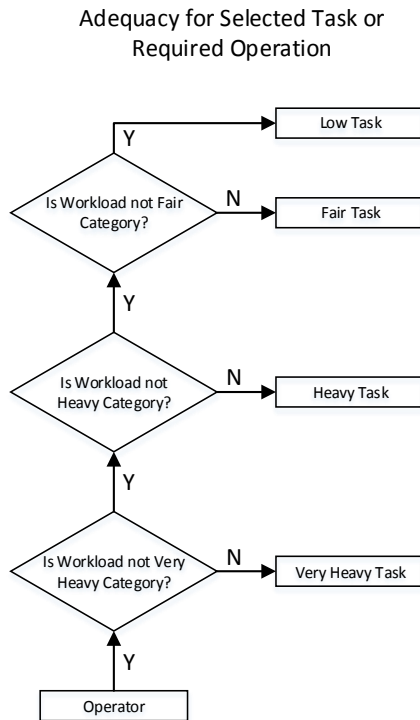 Adequacy for Selected Task or
Required Operation
Low Task
Y
Is Workload not Fair
Category?
N
Fair Task
Y
Is Workload not
Heavy Category?
N
Heavy Task
Y
Is Workload not Very
Heavy Category?
N
Very Heavy Task
Y
Operator